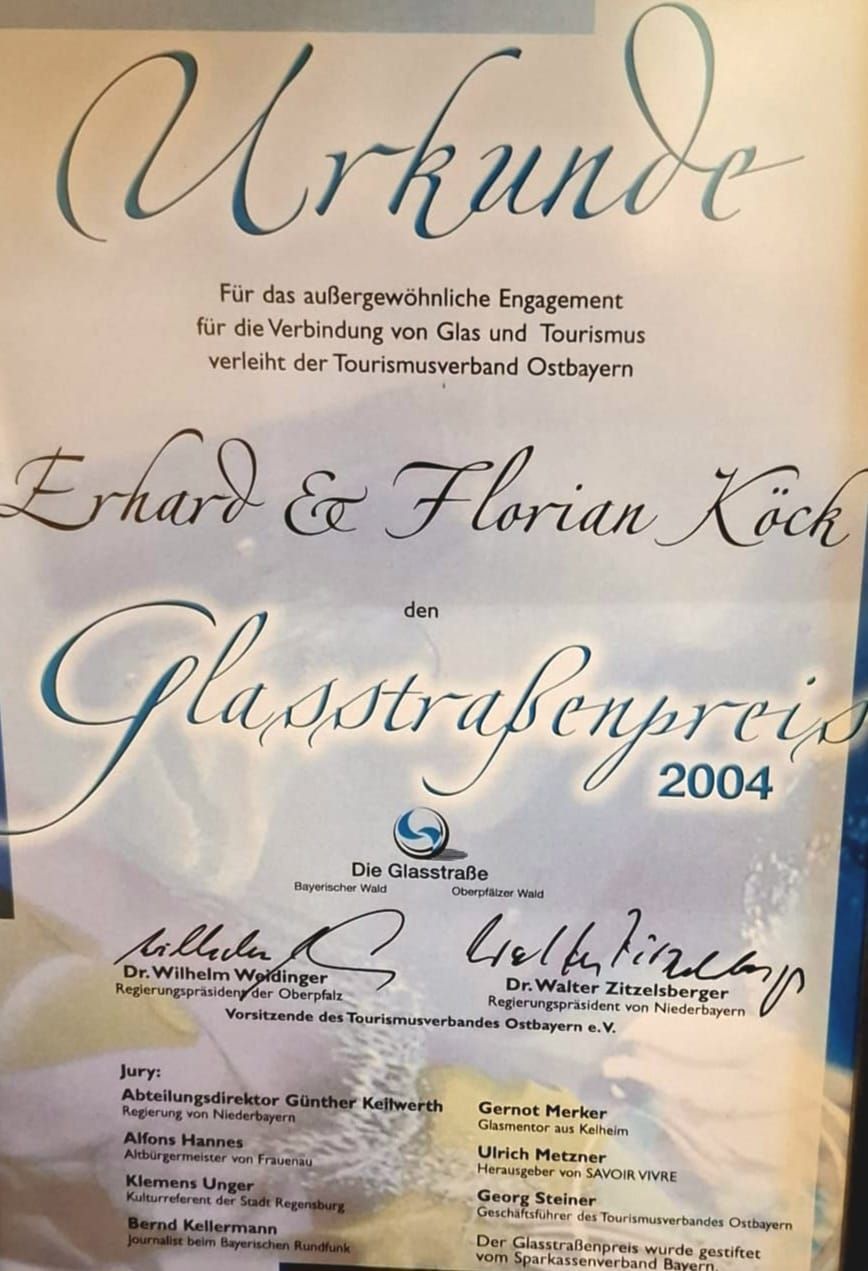 Urkunde
Für das außergewöhnliche Engagement
für die Verbindung von Glas und Tourismus
verleiht der Tourismusverband Ostbayern
Erhard & Florian Köck
den
Glasstraßenpreis
2004
Die Glasstraße
Bayerischer Wald Oberpfälzer Wald
Dr. Wilhelm Weidinger
Regierungspräsident der Oberpfalz
Dr. Walter Zitzelsberger
Regierungspräsident von Niederbayern
Vorsitzende des Tourismusverbandes Ostbayern e.V.
Jury:
Abteilungsdirektor Günther Keilwerth
Regierung von Niederbayern
Alfons Hannes
Altbürgermeister von Frauenau
Klemens Unger
Kulturreferent der Stadt Regensburg
Bernd Kellermann
Journalist beim Bayerischen Rundfunk
Gernot Merker
Glasmentor aus Kelheim
Ulrich Metzner
Herausgeber von SAVOIR VIVRE
Georg Steiner
Geschäftsführer des Tourismusverbandes Ostbayern
Der Glasstraßenpreis wurde gestiftet
vom Sparkassenverband Bayern.